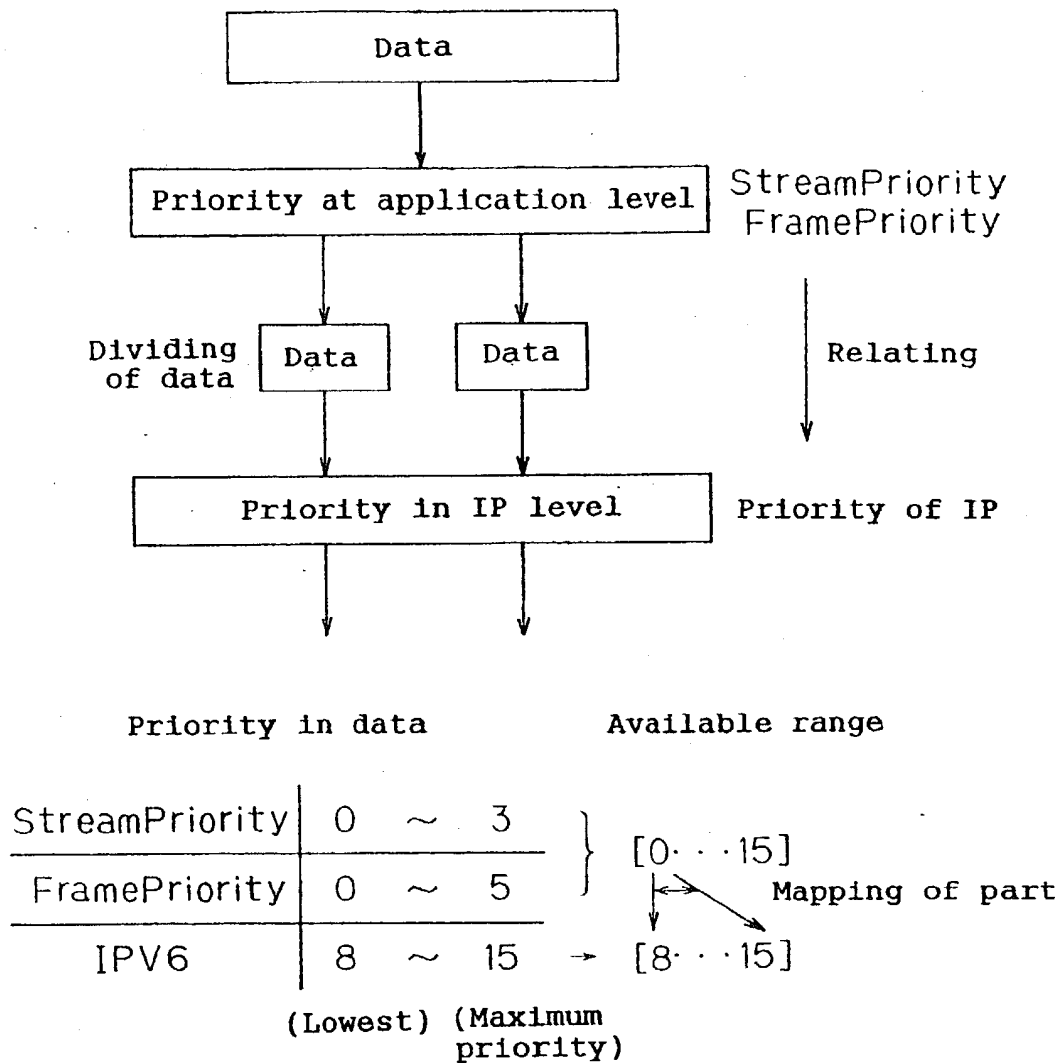 Data
Priority at application level
StreamPriority
FramePriority
Dividing
of data
Data
Data
Relating
Priority in IP level
Priority of IP
Priority in data
Available range
StreamPriority 0 ~ 3
[0···15]
FramePriority 0 ~ 5
Mapping of part
IPV6 8 ~ 15 → [8···15]
(Lowest) (Maximum
priority)